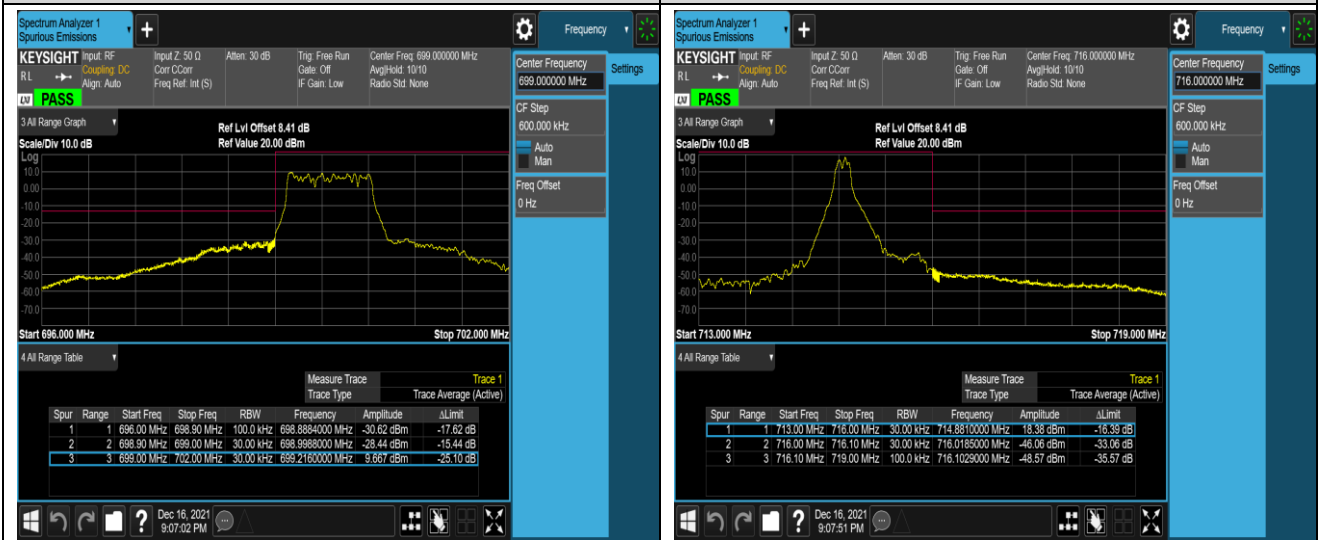 Spectrum Analyzer 1
Spurious Emissions
+
Frequency
KEYSIGHT
Input: RF
Coupling: DC
Align: Auto
Input Z: 50 Ω
Corr CCorr
Freq Ref: Int (S)
Atten: 30 dB
Trig: Free Run
Gate: Off
IF Gain: Low
Center Freq: 699.000000 MHz
Avg|Hold: 10/10
Radio Std: None
RL
LXI
PASS
Center Frequency
699.000000 MHz
Settings
CF Step
600.000 kHz
Auto
Man
Freq Offset
0 Hz
3 All Range Graph
Ref Lvl Offset 8.41 dB
Scale/Div 10.0 dB
Ref Value 20.00 dBm
Log
10.0
0.00
-10.0
-20.0
-30.0
-40.0
-50.0
-60.0
-70.0
Start 696.000 MHz
Stop 702.000 MHz
4 All Range Table
Measure Trace Trace 1
Trace Type Trace Average (Active)
Spur Range Start Freq Stop Freq RBW Frequency Amplitude ΔLimit
1 1 696.00 MHz 698.90 MHz 100.0 kHz 698.8884000 MHz -30.62 dBm -17.62 dB
2 2 698.90 MHz 699.00 MHz 30.00 kHz 698.9988000 MHz -28.44 dBm -15.44 dB
3 3 699.00 MHz 702.00 MHz 30.00 kHz 699.2160000 MHz 9.667 dBm -25.10 dB
?
Dec 16, 2021
9:07:02 PM
Spectrum Analyzer 1
Spurious Emissions
+
Frequency
KEYSIGHT
Input: RF
Coupling: DC
Align: Auto
Input Z: 50 Ω
Corr CCorr
Freq Ref: Int (S)
Atten: 30 dB
Trig: Free Run
Gate: Off
IF Gain: Low
Center Freq: 716.000000 MHz
Avg|Hold: 10/10
Radio Std: None
RL
LXI
PASS
Center Frequency
716.000000 MHz
Settings
CF Step
600.000 kHz
Auto
Man
Freq Offset
0 Hz
3 All Range Graph
Ref Lvl Offset 8.41 dB
Scale/Div 10.0 dB
Ref Value 20.00 dBm
Log
10.0
0.00
-10.0
-20.0
-30.0
-40.0
-50.0
-60.0
-70.0
Start 713.000 MHz
Stop 719.000 MHz
4 All Range Table
Measure Trace Trace 1
Trace Type Trace Average (Active)
Spur Range Start Freq Stop Freq RBW Frequency Amplitude ΔLimit
1 1 713.00 MHz 716.00 MHz 30.00 kHz 714.8810000 MHz 18.38 dBm -16.39 dB
2 2 716.00 MHz 716.10 MHz 30.00 kHz 716.0185000 MHz -46.06 dBm -33.06 dB
3 3 716.10 MHz 719.00 MHz 100.0 kHz 716.1029000 MHz -48.57 dBm -35.57 dB
?
Dec 16, 2021
9:07:51 PM